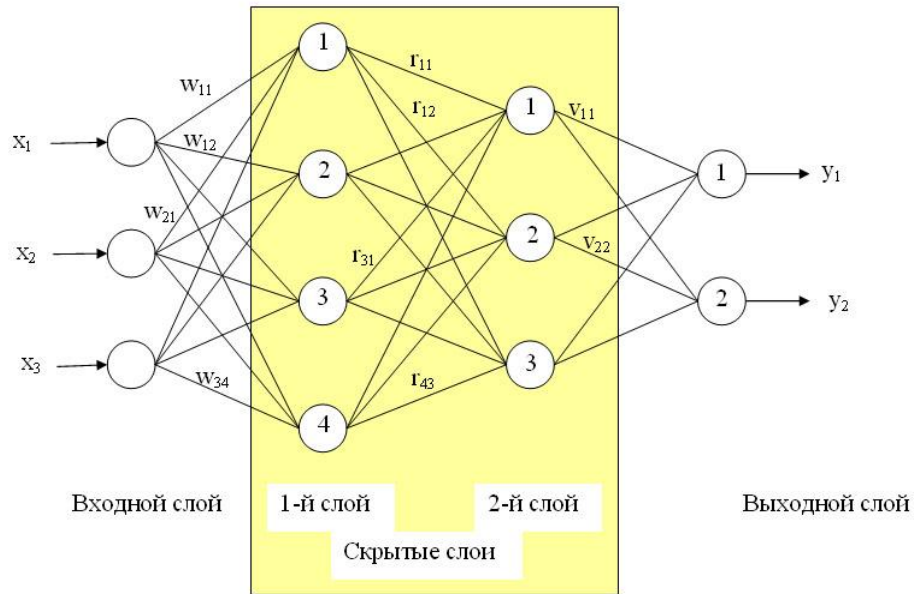 1
r₁₁
w₁₁
r₁₂
1
v₁₁
x₁
w₁₂
2
1
y₁
w₂₁
x₂
r₃₁
2
v₂₂
3
2
y₂
x₃
w₃₄
r₄₃
3
4
Входной слой
1-й слой
2-й слой
Выходной слой
Скрытые слои